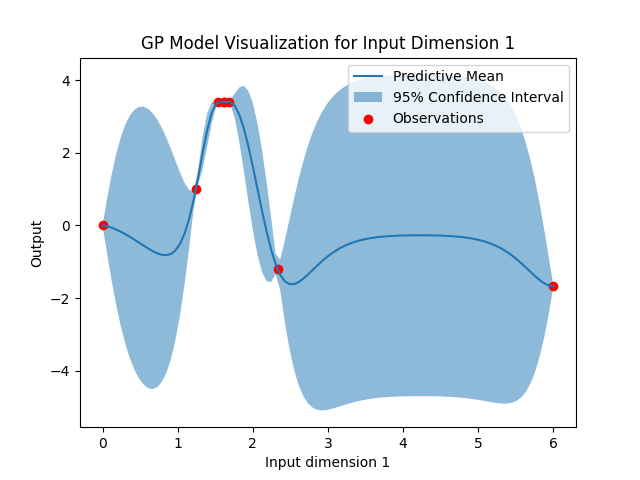 GP Model Visualization for Input Dimension 1
Predictive Mean
95% Confidence Interval
Observations
Output
4
2
0
−2
−4
0 1 2 3 4 5 6
Input dimension 1